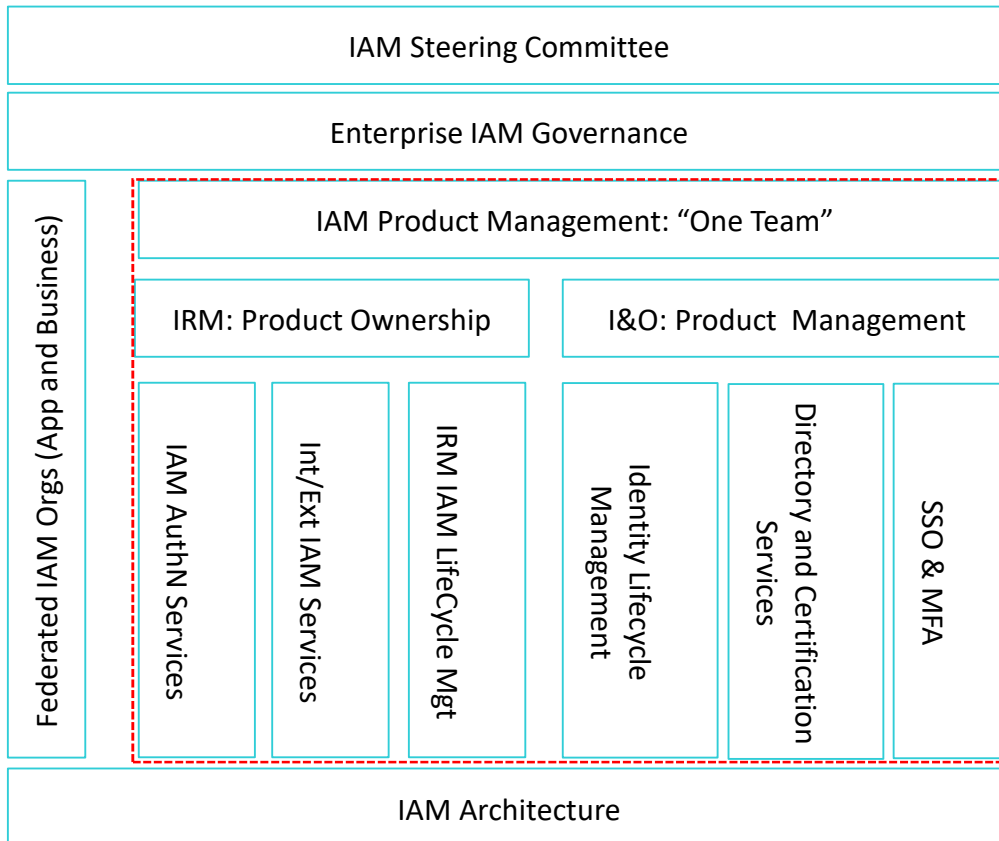 IAM Steering Committee
Enterprise IAM Governance
Federated IAM Orgs (App and Business)
IAM Product Management: “One Team”
IRM: Product Ownership
I&O: Product  Management
IAM AuthN Services
Int/Ext IAM Services
IRM IAM LifeCycle Mgt
Identity Lifecycle
Management
Directory and Certification
Services
SSO & MFA
IAM Architecture